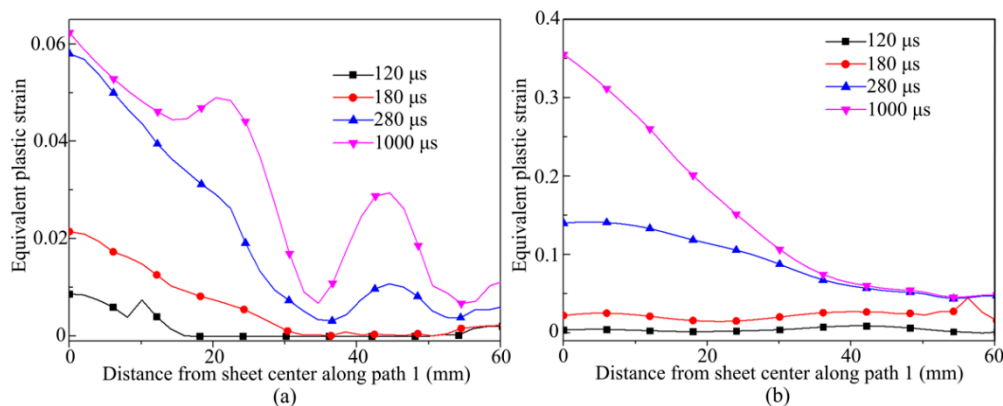 (a)
0.06
0.04
0.02
0
Equivalent plastic strain
120 μs
180 μs
280 μs
1000 μs
0
20
40
60
Distance from sheet center along path 1 (mm)
(a)
(b)
0.4
0.3
0.2
0.1
0
Equivalent plastic strain
120 μs
180 μs
280 μs
1000 μs
0
20
40
60
Distance from sheet center along path 1 (mm)
(b)